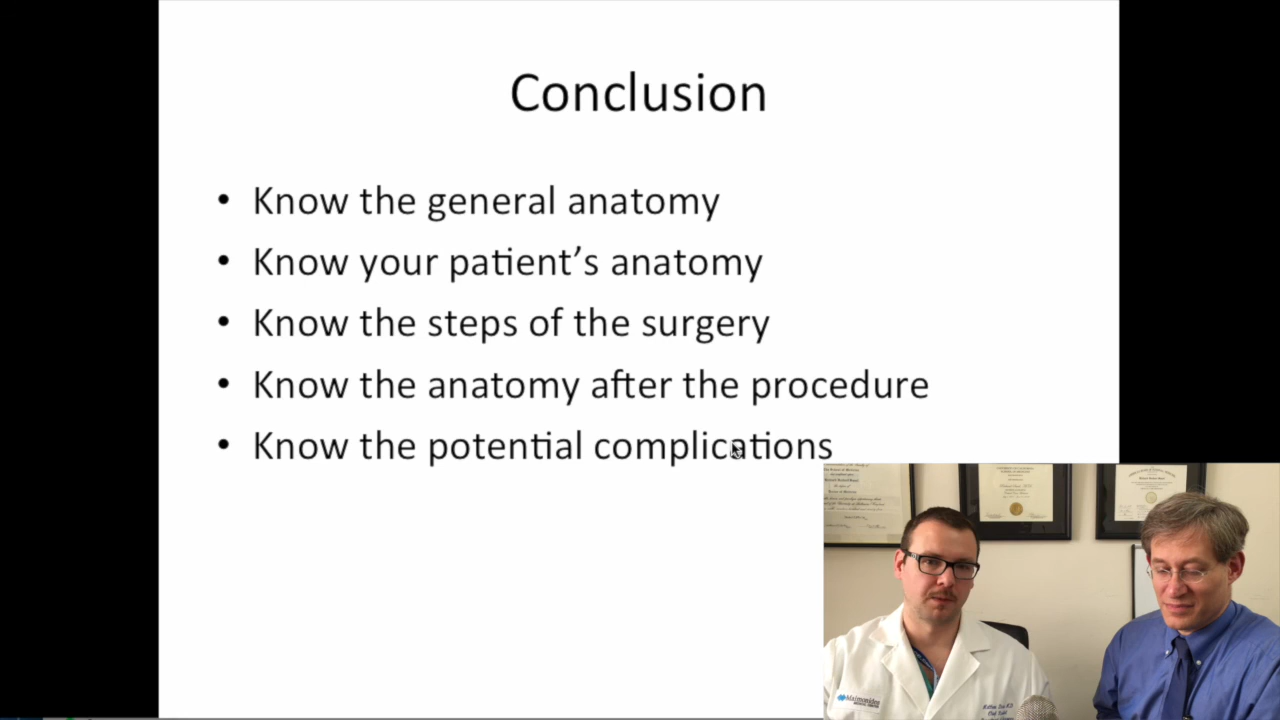 Conclusion
• Know the general anatomy
• Know your patient’s anatomy
• Know the steps of the surgery
• Know the anatomy after the procedure
• Know the potential complications
Maimonides